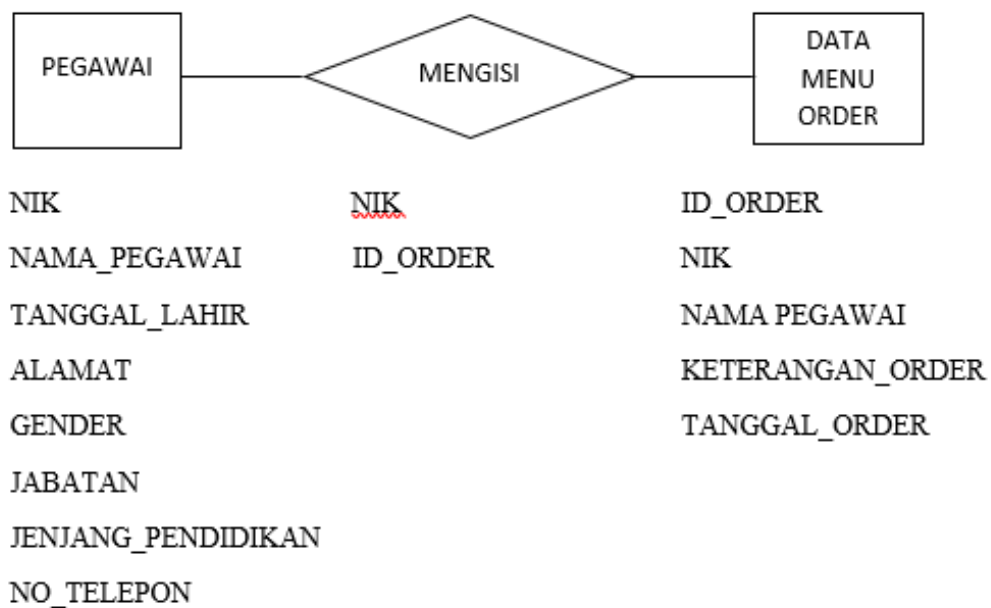 PEGAWAI
MENGISI
DATA
MENU
ORDER
NIK
NAMA_PEGAWAI
TANGGAL_LAHIR
ALAMAT
GENDER
JABATAN
JENJANG_PENDIDIKAN
NO_TELEPON
NIK
ID_ORDER
ID_ORDER
NIK
NAMA PEGAWAI
KETERANGAN_ORDER
TANGGAL_ORDER